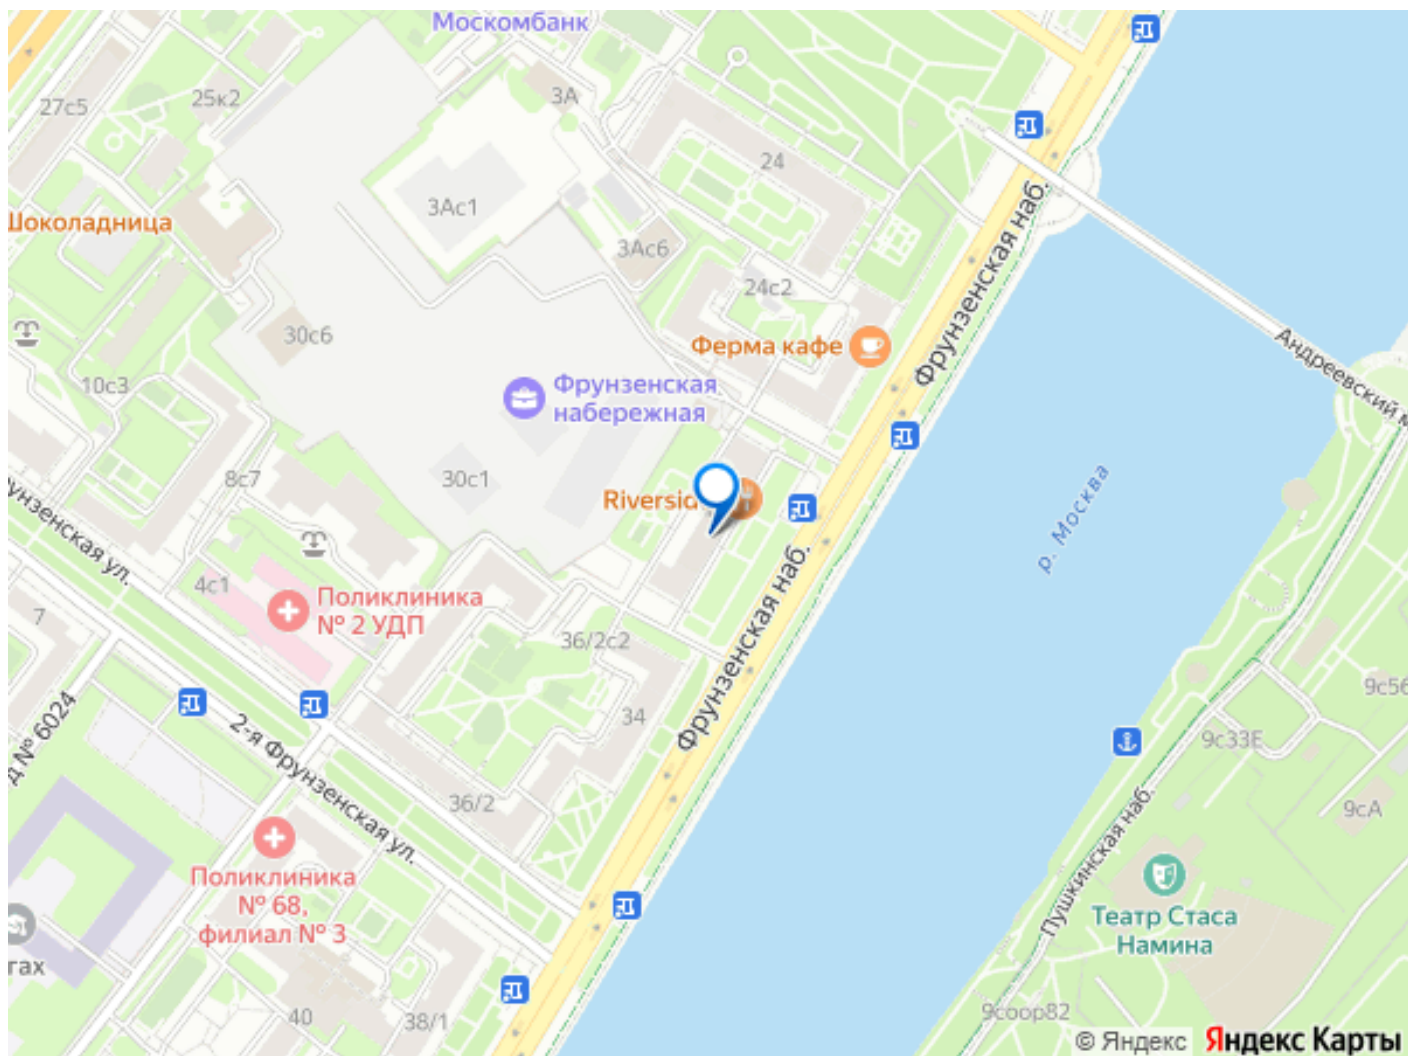 Москомбанк
27с5
25к2
3А
24
3Ас1
Шоколадница
3Ас6
24с2
Фрунзенская наб.
30с6
Ферма кафе
Андреевский м
10с3
Фрунзенская
набережная
8с7
30с1
Riversid
р. Москва
рунзенская ул.
4с1
Поликлиника
№ 2 УДП
7
36/2с2
Фрунзенская наб.
34
9с56
9с33Е
д № 6024
2-я Фрунзенская ул.
36/2
9сА
Пушкинская наб.
Поликлиника
№ 68,
филиал № 3
Театр Стаса
Намина
гах
40
38/1
9соор82
© Яндекс Яндекс Карты